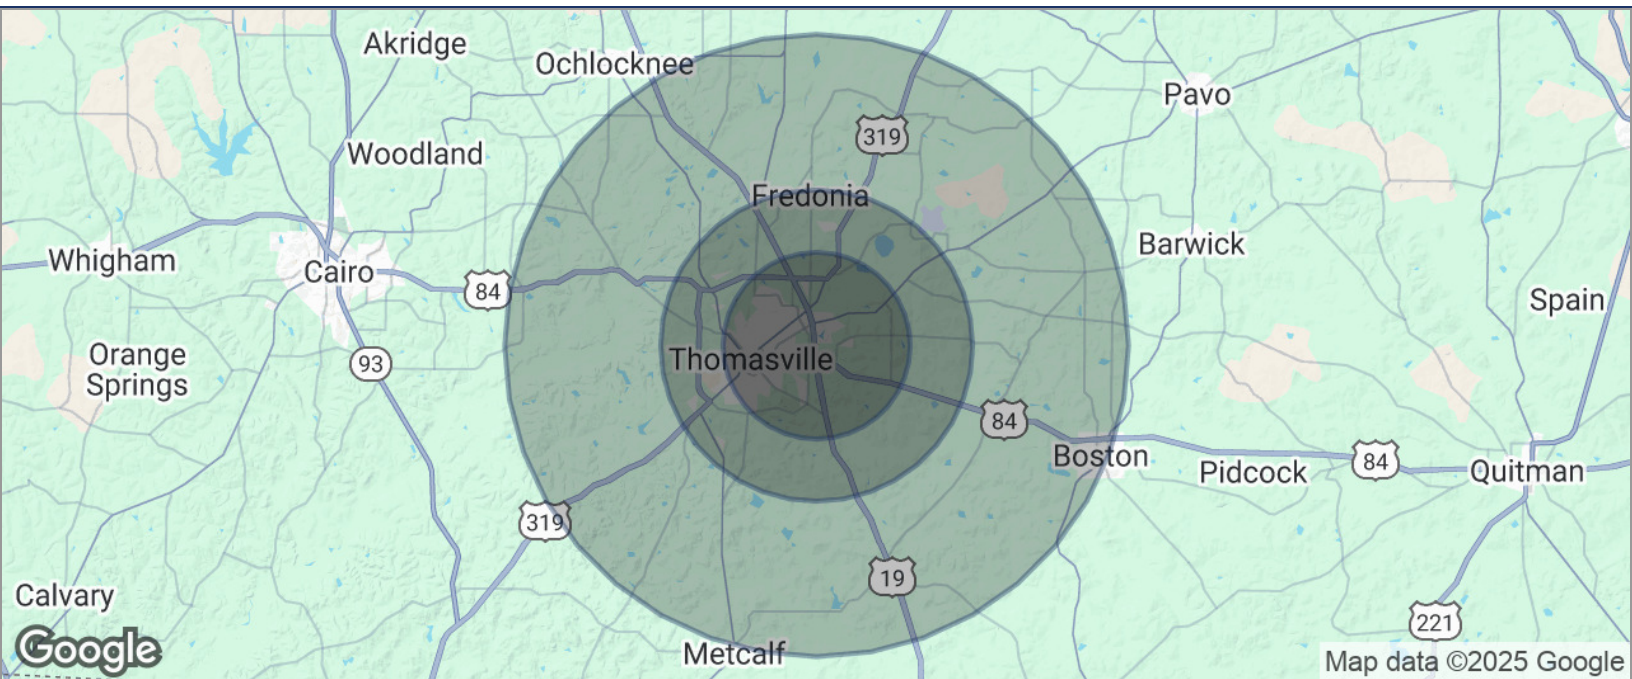 Akridge
Ochlocknee
Pavo
319
Woodland
Fredonia
Barwick
Whigham
Cairo
84
Spain
Orange
Springs
93
Thomasville
84
Boston
84
Pidcock
Quitman
319
19
Calvary
221
Google
Metcalf
Map data ©2025 Google